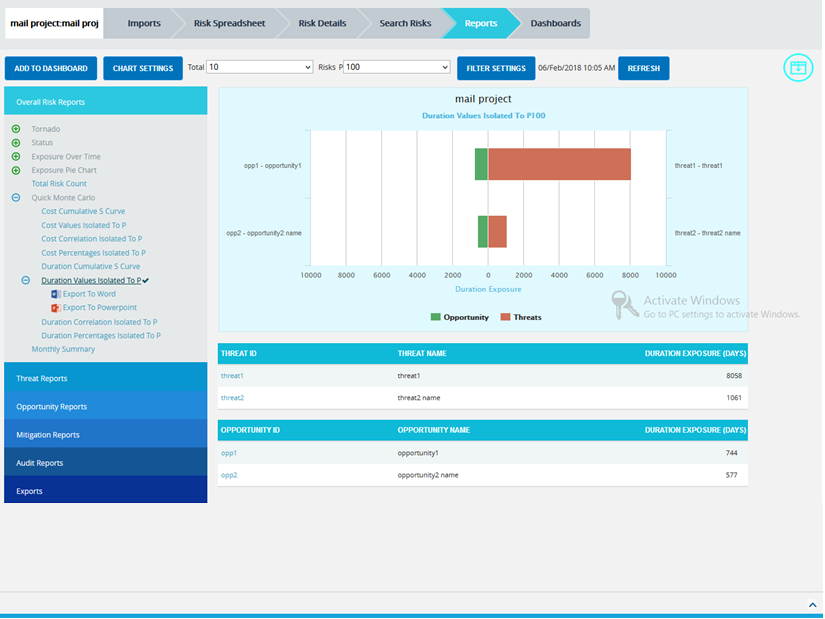 mail project:mail proj Imports Risk Spreadsheet Risk Details Search Risks Reports Dashboards
ADD TO DASHBOARD CHART SETTINGS Total 10 Risks P 100 FILTER SETTINGS 06/Feb/2018 10:05 AM REFRESH
Overall Risk Reports
Tornado
Status
Exposure Over Time
Exposure Pie Chart
Total Risk Count
Quick Monte Carlo
Cost Cumulative S Curve
Cost Values Isolated To P
Cost Correlation Isolated To P
Cost Percentages Isolated To P
Duration Cumulative S Curve
Duration Values Isolated To P
Export To Word
Export To Powerpoint
Duration Correlation Isolated To P
Duration Percentages Isolated To P
Monthly Summary
Threat Reports
Opportunity Reports
Mitigation Reports
Audit Reports
Exports
mail project
Duration Values Isolated To P100
opp1 - opportunity1 threat1 - threat1
opp2 - opportunity2 name threat2 - threat2 name
10000 8000 6000 4000 2000 0 2000 4000 6000 8000 10000
Duration Exposure
Opportunity Threats
Activate Windows
Go to PC settings to activate Windows.
THREAT ID THREAT NAME DURATION EXPOSURE (DAYS)
threat1 threat1 8058
threat2 threat2 name 1061
OPPORTUNITY ID OPPORTUNITY NAME DURATION EXPOSURE (DAYS)
opp1 opportunity1 744
opp2 opportunity2 name 577